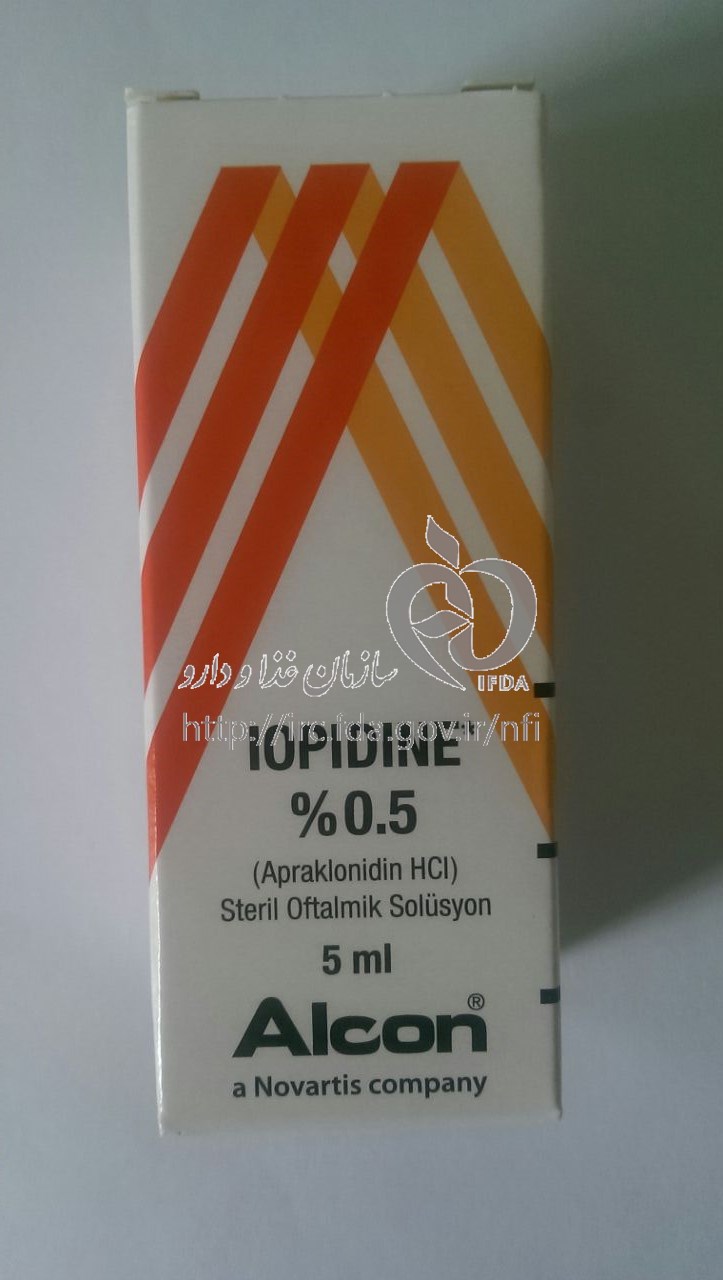 IFDA
سازمان غذا و دارو
http://irc.fda.gov.ir/nfi
IOPIDINE*
%0.5
(Apraklonidin HCl)
Steril Oftalmik Solüsyon
5 ml
Alcon®
a Novartis company